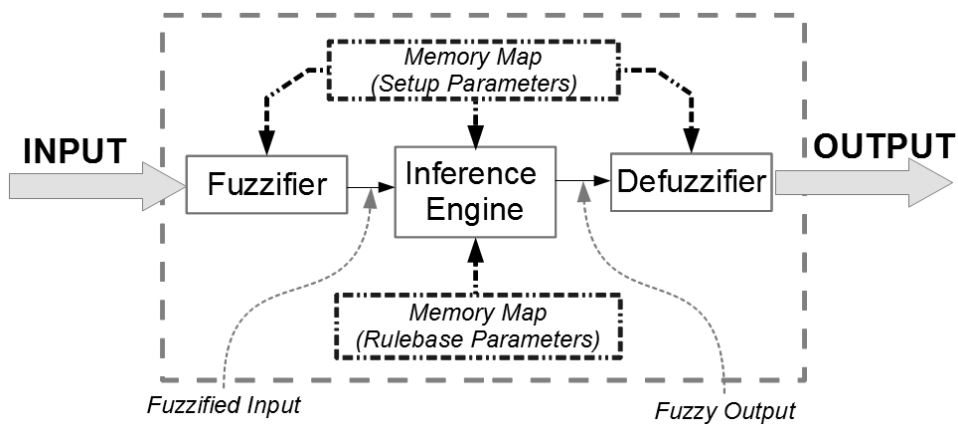 Memory Map
(Setup Parameters)
INPUT
OUTPUT
Fuzzifier
Inference
Engine
Defuzzifier
Memory Map
(Rulebase Parameters)
Fuzzified Input
Fuzzy Output